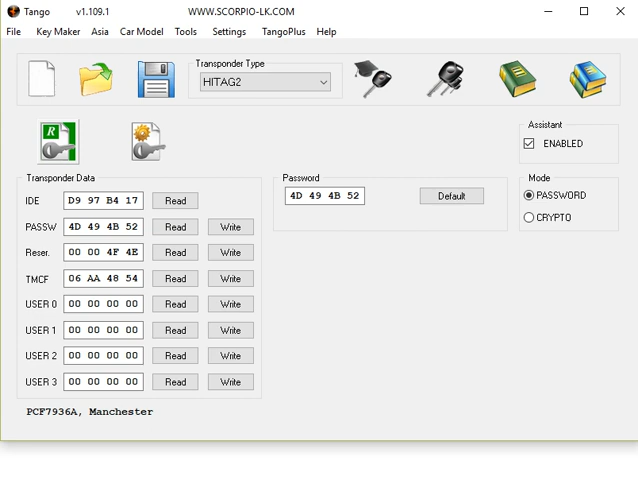 Tango v1.109.1 WWW.SCORPIO-LK.COM
File Key Maker Asia Car Model Tools Settings TangoPlus Help
Transponder Type
HITAG2
R
Assistant
ENABLED
Transponder Data
IDE D9 97 B4 17 Read
PASSW 4D 49 4B 52 Read Write
Reser. 00 00 4F 4E Read Write
TMCF 06 AA 48 54 Read Write
USER 0 00 00 00 00 Read Write
USER 1 00 00 00 00 Read Write
USER 2 00 00 00 00 Read Write
USER 3 00 00 00 00 Read Write
Password
4D 49 4B 52 Default
Mode
PASSWORD
CRYPTO
PCF7936A, Manchester